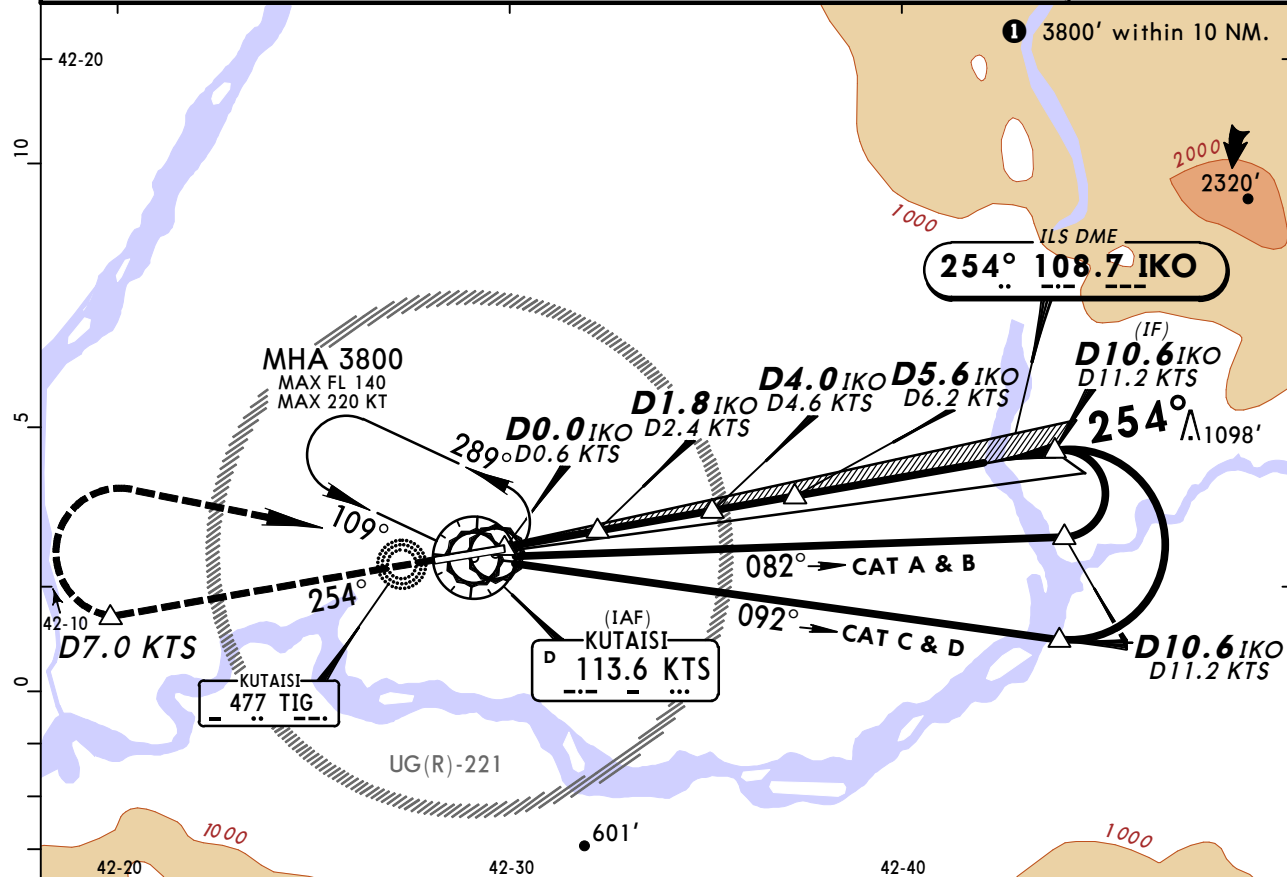 ❶ 3800' within 10 NM.
42-20
10
2000
2320'
1000
ILS DME
254° 108.7 IKO
(IF)
D10.6 IKO
D11.2 KTS
254°
1098'
MHA 3800
MAX FL 140
MAX 220 KT
D5.6 IKO
D6.2 KTS
D4.0 IKO
D4.6 KTS
D1.8 IKO
D2.4 KTS
D0.0 IKO
D0.6 KTS
5
289°
109°
082° CAT A & B
254°
092° CAT C & D
42-10
D7.0 KTS
(IAF)
KUTAISI
D 113.6 KTS
D10.6 IKO
D11.2 KTS
KUTAISI
477 TIG
0
UG(R)-221
601'
1000
1000
42-20
42-30
42-40